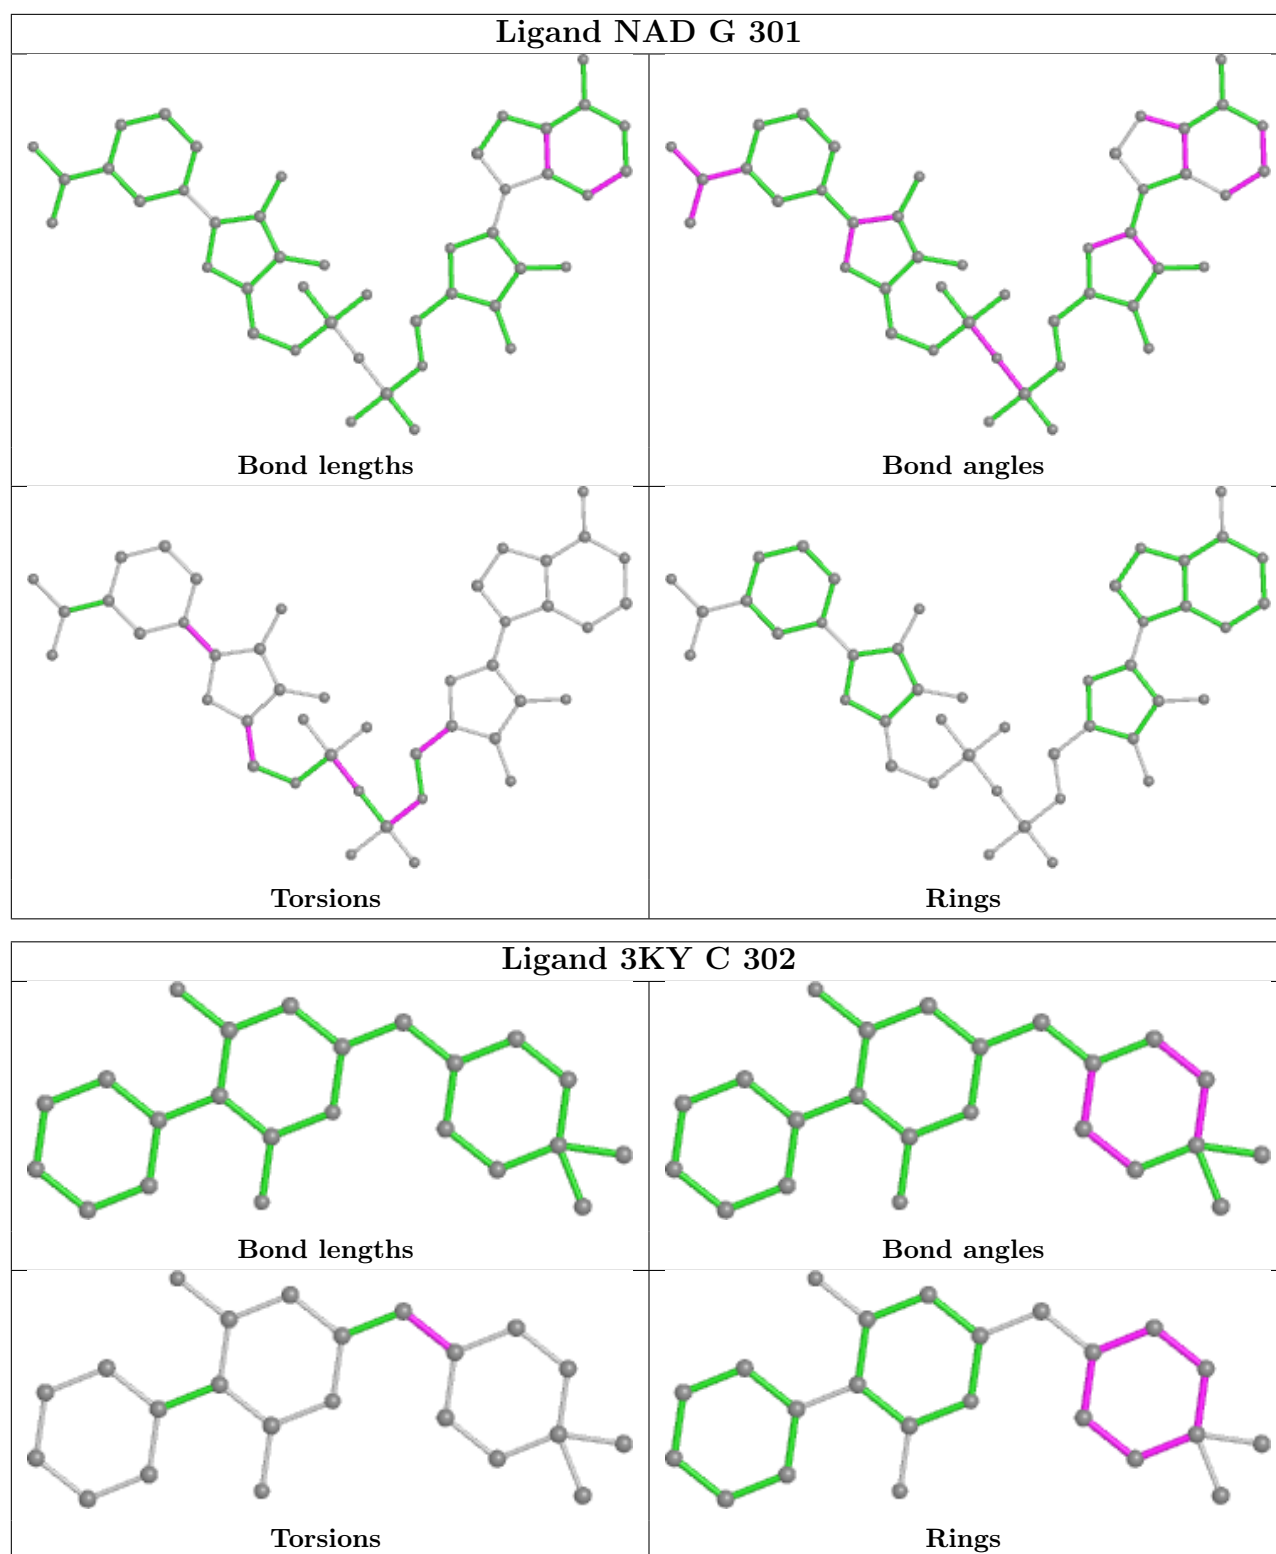 Ligand NAD G 301
Bond lengths
Bond angles
Torsions
Rings
Ligand 3KY C 302
Bond lengths
Bond angles
Torsions
Rings